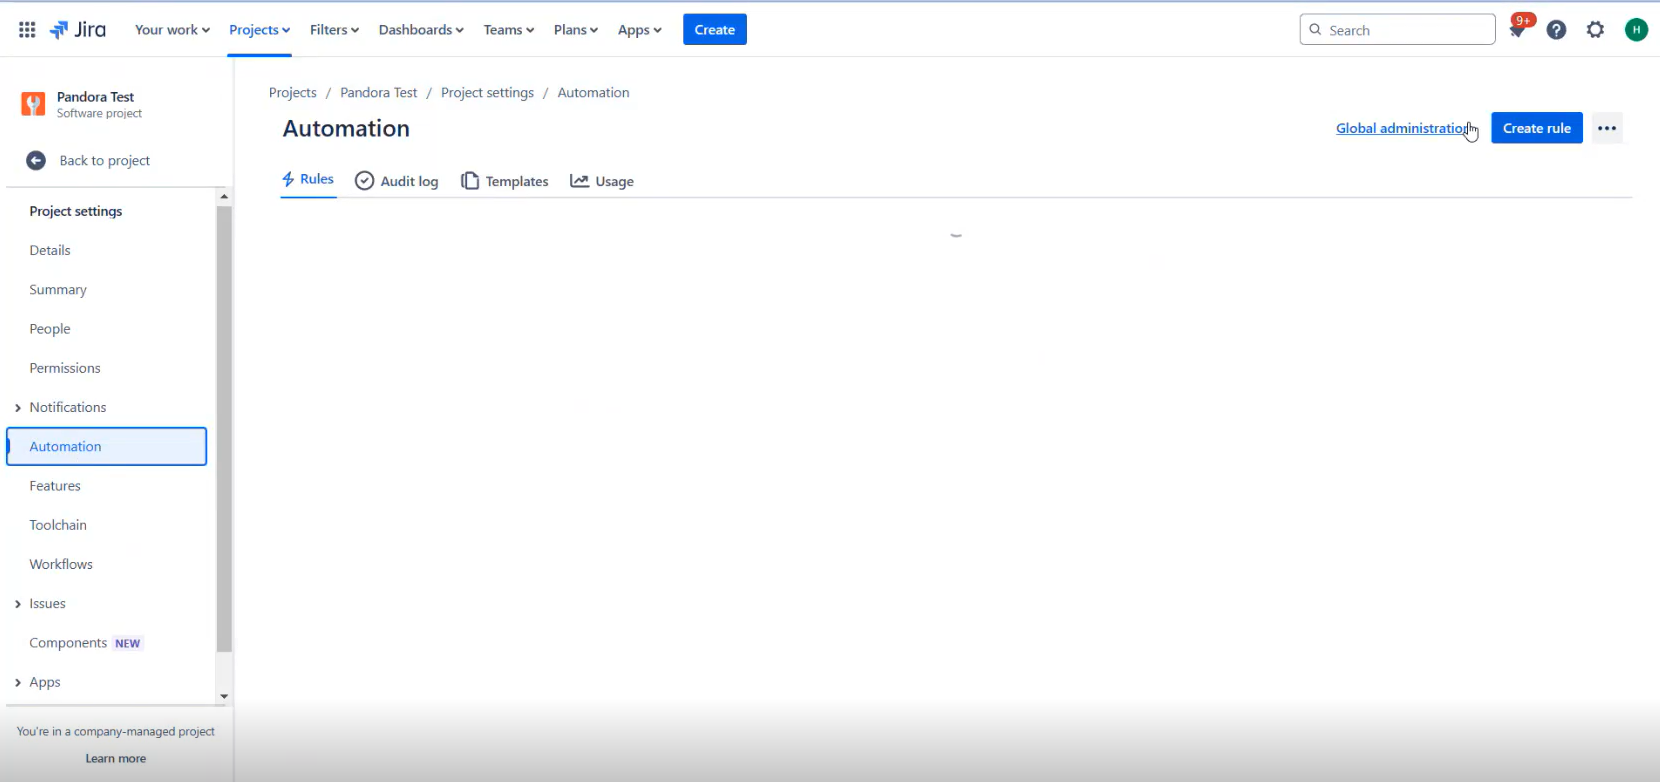 Jira
Your work
Projects
Filters
Dashboards
Teams
Plans
Apps
Create
Search
9+
H
Pandora Test
Software project
Back to project
Project settings
Details
Summary
People
Permissions
Notifications
Automation
Features
Toolchain
Workflows
Issues
Components NEW
Apps
You're in a company-managed project
Learn more
Projects / Pandora Test / Project settings / Automation
Automation
Global administration
Create rule
Rules
Audit log
Templates
Usage